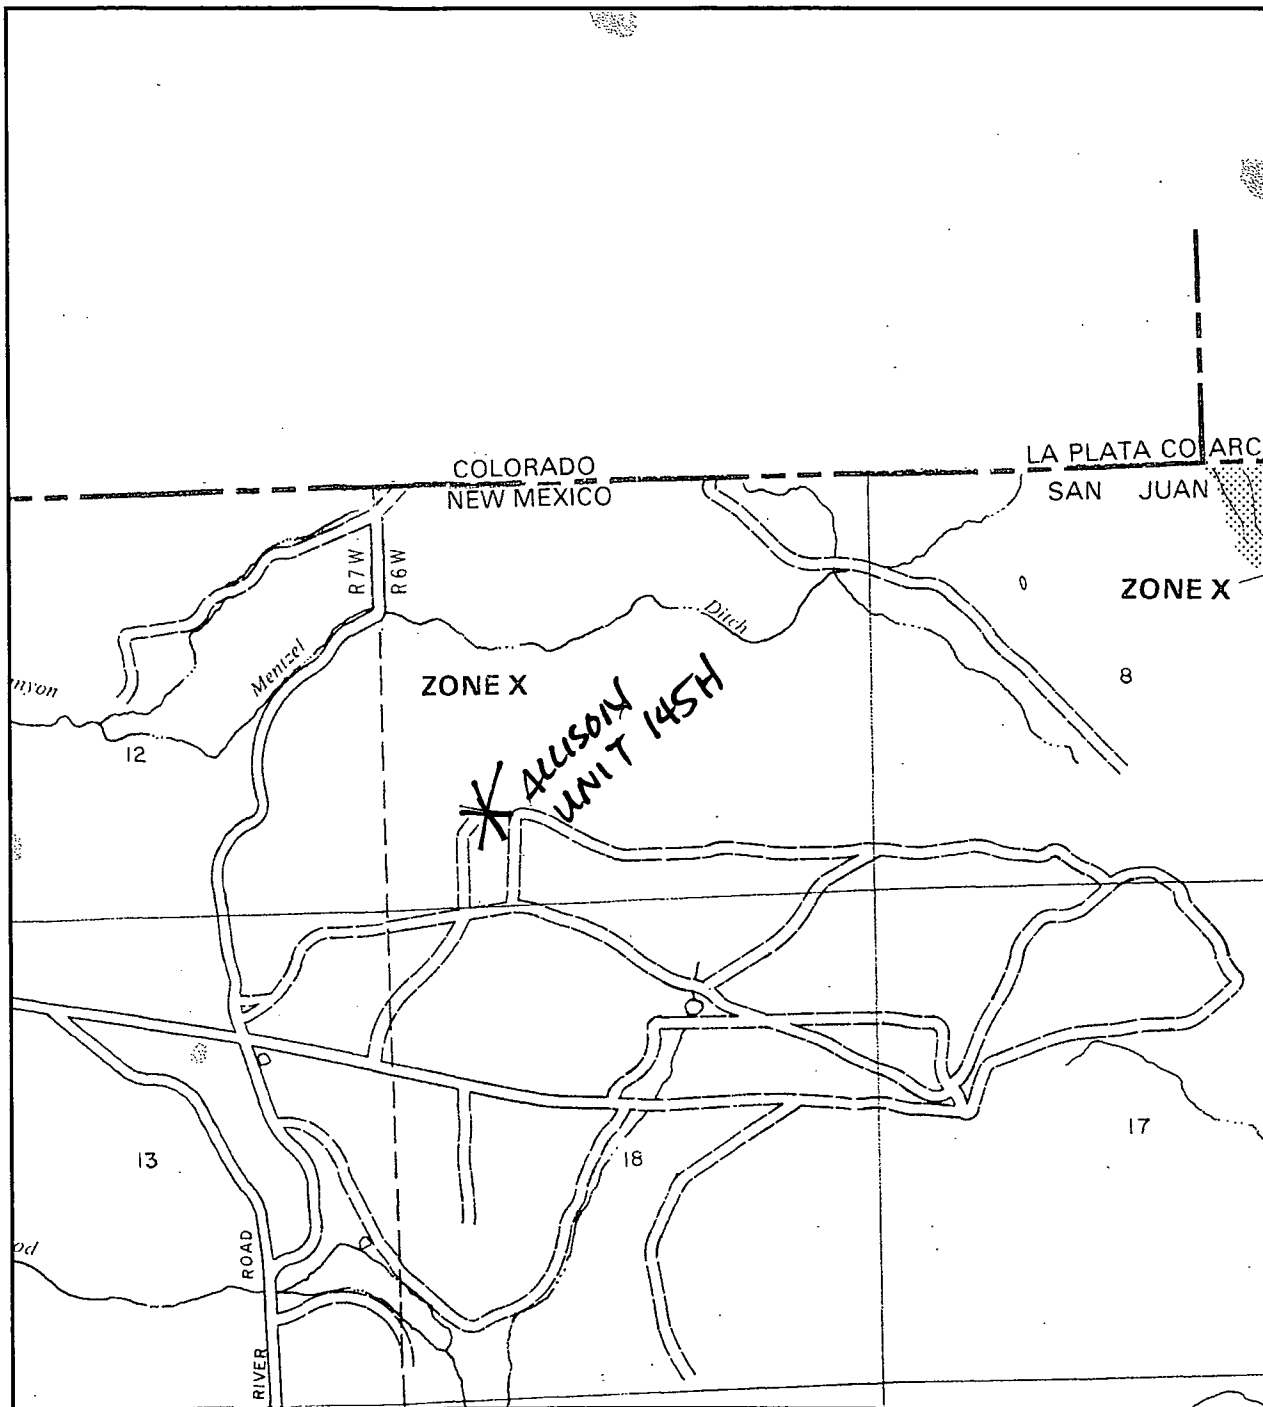 COLORADO
NEW MEXICO
LA PLATA CO ARC
SAN JUAN
R7W
R6W
ZONE X
8
Ditch
Mentzel
nyon
ZONE X
12
ALLISON
UNIT 145H
13
18
17
od
ROAD
RIVER